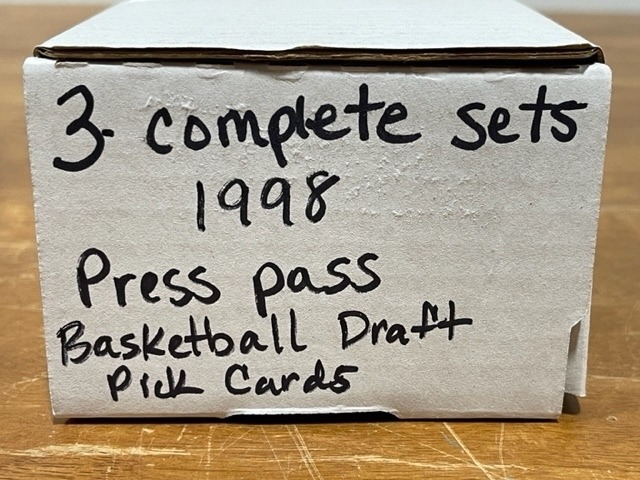 3- complete sets
1998
Press pass
Basketball Draft
Pick Cards